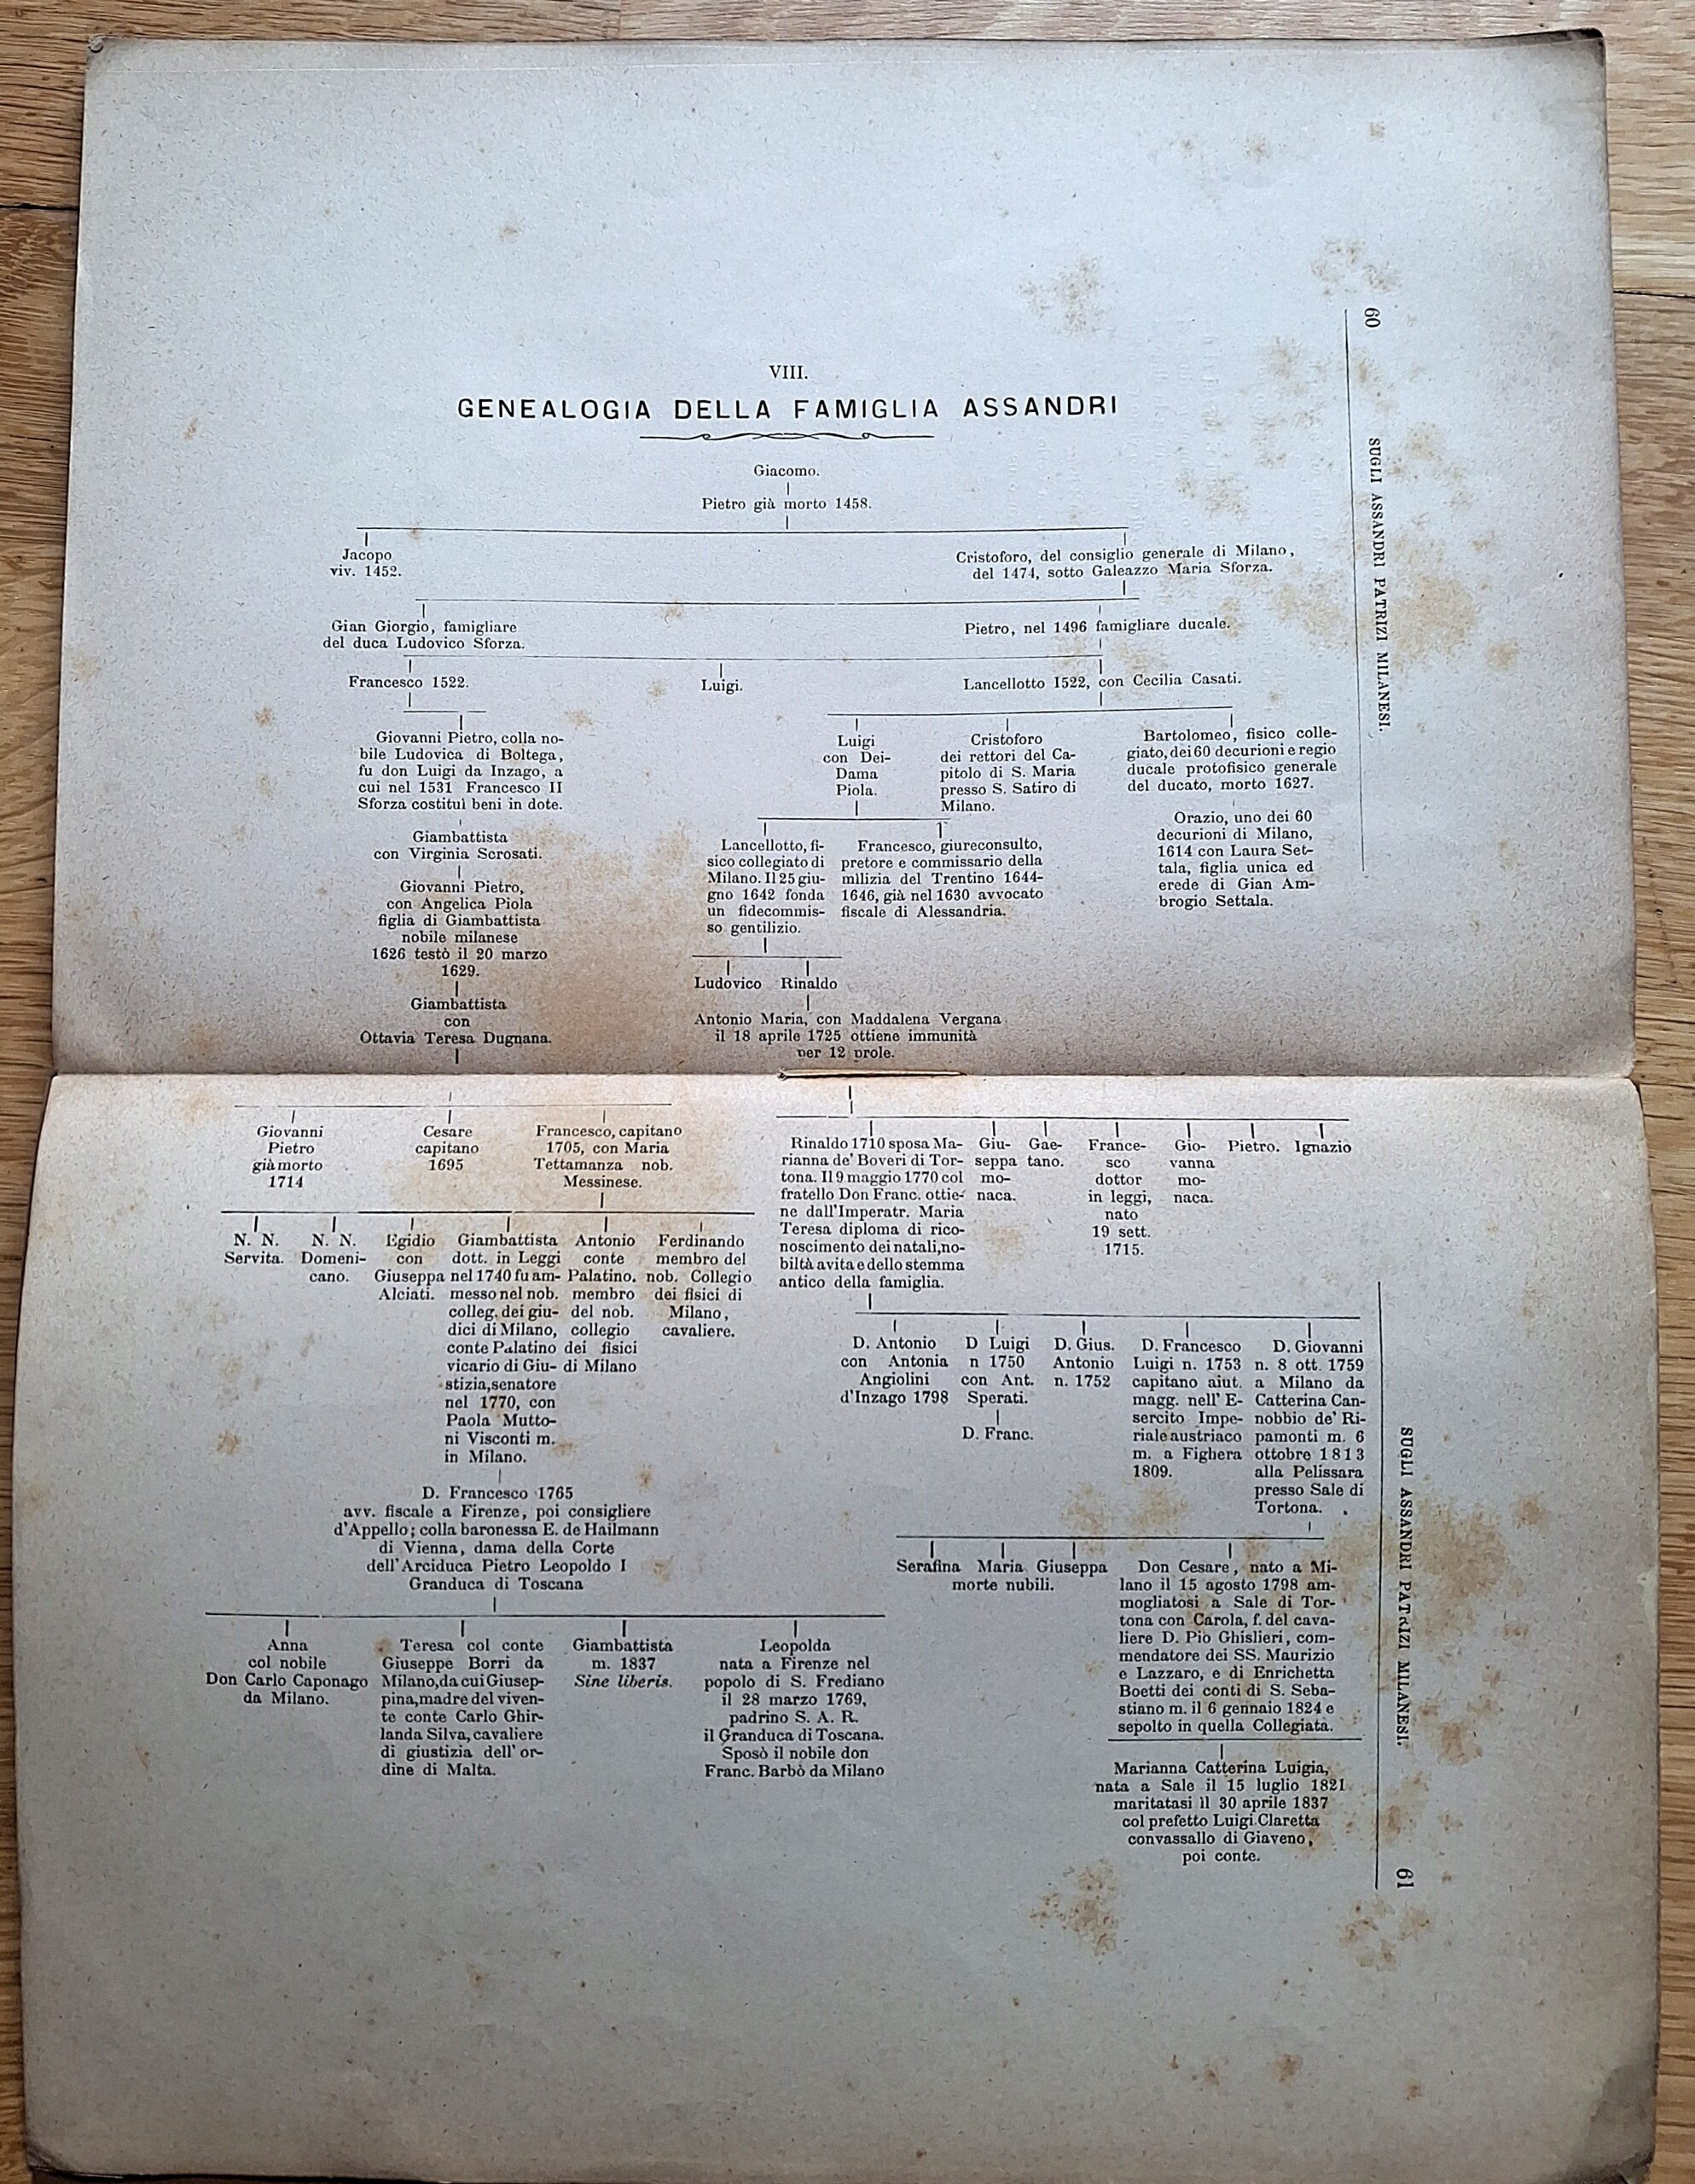 60
SUGLI ASSANDRI PATRIZI MILANESI.
VIII.
GENEALOGIA DELLA FAMIGLIA ASSANDRI
Giacomo.
Pietro già morto 1458.
Jacopo
viv. 1452.
Cristoforo, del consiglio generale di Milano,
del 1474, sotto Galeazzo Maria Sforza.
Gian Giorgio, famigliare
del duca Ludovico Sforza.
Pietro, nel 1496 famigliare ducale.
Francesco 1522.
Luigi.
Lancellotto 1522, con Cecilia Casati.
Giovanni Pietro, colla no-
bile Ludovica di Boltega,
fu don Luigi da Inzago, a
cui nel 1531 Francesco II
Sforza costituì beni in dote.
Luigi
con Dei-
Dama
Piola.
Cristoforo
dei rettori del Ca-
pitolo di S. Maria
presso S. Satiro di
Milano.
Bartolomeo, fisico colle-
giato, dei 60 decurioni e regio
ducale protofisico generale
del ducato, morto 1627.
Giambattista
con Virginia Scrosati.
Giovanni Pietro,
con Angelica Piola
figlia di Giambattista
nobile milanese
1626 testò il 20 marzo
1629.
Giambattista
con
Ottavia Teresa Dugnana.
Lancellotto, fi-
sico collegiato di
Milano. Il 25 giu-
gno 1642 fonda
un fidecommis-
so gentilizio.
Francesco, giureconsulto,
pretore e commissario della
milizia del Trentino 1644-
1646, già nel 1630 avvocato
fiscale di Alessandria.
Orazio, uno dei 60
decurioni di Milano,
1614 con Laura Set-
tala, figlia unica ed
erede di Gian Am-
brogio Settala.
Ludovico
Rinaldo
Antonio Maria, con Maddalena Vergana
il 18 aprile 1725 ottiene immunità
per 12 prole.
Giovanni
Pietro
già morto
1714
Cesare
capitano
1695
Francesco, capitano
1705, con Maria
Tettamanza nob.
Messinese.
Rinaldo 1710 sposa Ma-
rianna de' Boveri di Tor-
tona. Il 9 maggio 1770 col
fratello Don Franc. ottie-
ne dall'Imperatr. Maria
Teresa diploma di rico-
noscimento dei natali, no-
biltà avita e dello stemma
antico della famiglia.
Giu-
seppa
mo-
naca.
Gae-
tano.
France-
sco
dottor
in leggi,
nato
19 sett.
1715.
Gio-
vanna
mo-
naca.
Pietro.
Ignazio
N. N.
Servita.
N. N.
Domeni-
cano.
Egidio
con
Giuseppa
Alciati.
Giambattista
dott. in Leggi
nel 1740 fu am-
messo nel nob.
colleg. dei giu-
dici di Milano,
conte Palatino
vicario di Giu-
stizia, senatore
nel 1770, con
Paola Mutto-
ni Visconti m.
in Milano.
Antonio
conte
Palatino.
membro
del nob.
collegio
dei fisici
di Milano
Ferdinando
membro del
nob. Collegio
dei fisici di
Milano,
cavaliere.
D. Antonio
con Antonia
Angiolini
d'Inzago 1798
D Luigi
n 1750
con Ant.
Sperati.
D. Franc.
D. Gius.
Antonio
n. 1752
D. Francesco
Luigi n. 1753
capitano aiut.
magg. nell' E-
sercito Impe-
riale austriaco
m. a Fighera
1809.
D. Giovanni
n. 8 ott. 1759
a Milano da
Catterina Can-
nobbio de' Ri-
pamonti m. 6
ottobre 1813
alla Pelissara
presso Sale di
Tortona.
D. Francesco 1765
avv. fiscale a Firenze, poi consigliere
d'Appello; colla baronessa E. de Hailmann
di Vienna, dama della Corte
dell'Arciduca Pietro Leopoldo I
Granduca di Toscana
Anna
col nobile
Don Carlo Caponago
da Milano.
Teresa col conte
Giuseppe Borri da
Milano, da cui Giusep-
pina, madre del viven-
te conte Carlo Ghir-
landa Silva, cavaliere
di giustizia dell' or-
dine di Malta.
Giambattista
m. 1837
Sine liberis.
Leopolda
nata a Firenze nel
popolo di S. Frediano
il 28 marzo 1769,
padrino S. A. R.
il Granduca di Toscana.
Sposò il nobile don
Franc. Barbò da Milano
Serafina Maria Giuseppa
morte nubili.
Don Cesare, nato a Mi-
lano il 15 agosto 1798 am-
mogliatosi a Sale di Tor-
tona con Carola, f. del cava-
liere D. Pio Ghislieri, com-
mendatore dei SS. Maurizio
e Lazzaro, e di Enrichetta
Boetti dei conti di S. Seba-
stiano m. il 6 gennaio 1824 e
sepolto in quella Collegiata.
Marianna Catterina Luigia,
nata a Sale il 15 luglio 1821
maritatasi il 30 aprile 1837
col prefetto Luigi Claretta
convassallo di Giaveno,
poi conte.
SUGLI ASSANDRI PATRIZI MILANESI.
61